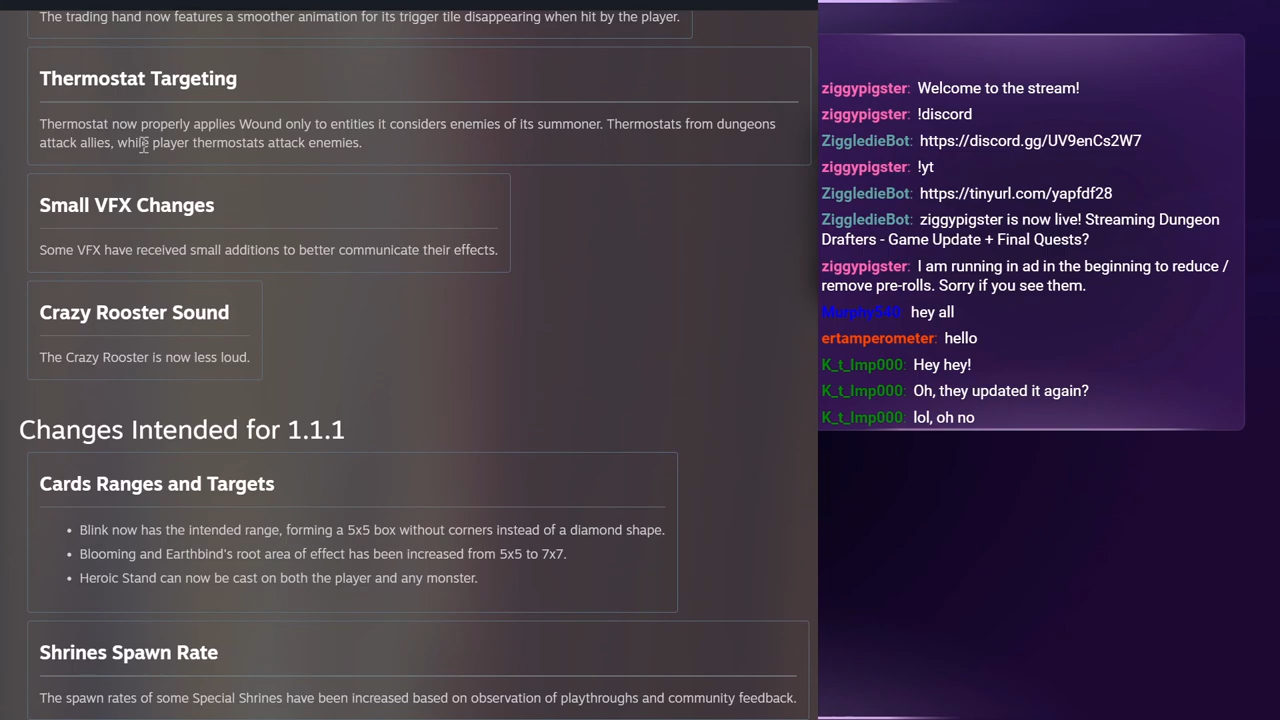 The trading hand now features a smoother animation for its trigger tile disappearing when hit by the player.
Thermostat Targeting
Thermostat now properly applies Wound only to entities it considers enemies of its summoner. Thermostats from dungeons
attack allies, while player thermostats attack enemies.
Small VFX Changes
Some VFX have received small additions to better communicate their effects.
Crazy Rooster Sound
The Crazy Rooster is now less loud.
Changes Intended for 1.1.1
Cards Ranges and Targets
• Blink now has the intended range, forming a 5x5 box without corners instead of a diamond shape.
• Blooming and Earthbind's root area of effect has been increased from 5x5 to 7x7.
• Heroic Stand can now be cast on both the player and any monster.
Shrines Spawn Rate
The spawn rates of some Special Shrines have been increased based on observation of playthroughs and community feedback.
ziggypigster: Welcome to the stream!
ziggypigster: !discord
ZiggledieBot: https://discord.gg/UV9enCs2W7
ziggypigster: !yt
ZiggledieBot: https://tinyurl.com/yapfdf28
ZiggledieBot: ziggypigster is now live! Streaming Dungeon
Drafters - Game Update + Final Quests?
ziggypigster: I am running in ad in the beginning to reduce /
remove pre-rolls. Sorry if you see them.
Murphy540: hey all
ertamperometer: hello
K_t_Imp000: Hey hey!
K_t_Imp000: Oh, they updated it again?
K_t_Imp000: lol, oh no